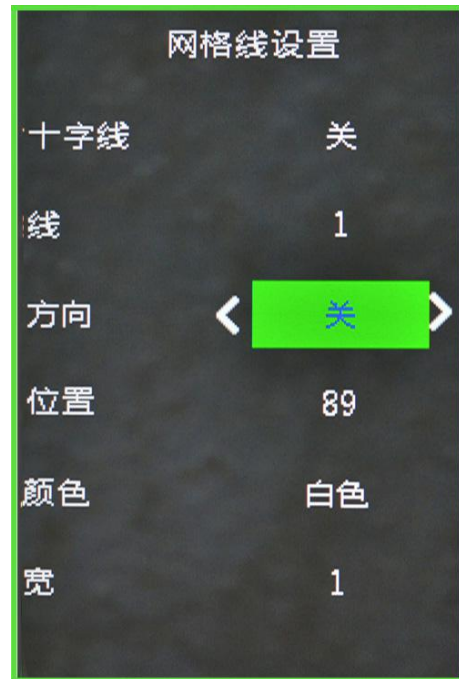 网格线设置
十字线 关
线 1
方向 关
位置 89
颜色 白色
宽 1